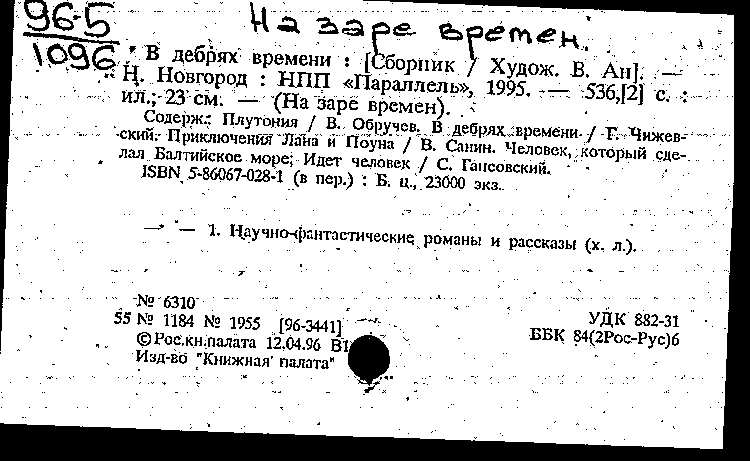 96-5
1096
На заре времен.
В дебрях времени : [Сборник / Худож. В. Ан]. —
Н. Новгород : НПП «Параллель», 1995. — 536,[2] с. :
ил.; 23 см. — (На заре времен).
Содерж.: Плутония / В. Обручев. В дебрях времени / Г. Чижев-
ский. Приключения Лана и Поуна / В. Санин. Человек, который сде-
лал Балтийское море; Идет человек / С. Гансовский.
ISBN 5-86067-028-1 (в пер.) : Б. ц., 23000 экз.
— — 1. Научно-фантастические романы и рассказы (х. л.).
№ 6310
55 № 1184 № 1955 [96-3441]
УДК 882-31
© Рос.кн.палата 12.04.96 В1
ББК 84(2Рос-Рус)6
Изд-во "Книжная палата"